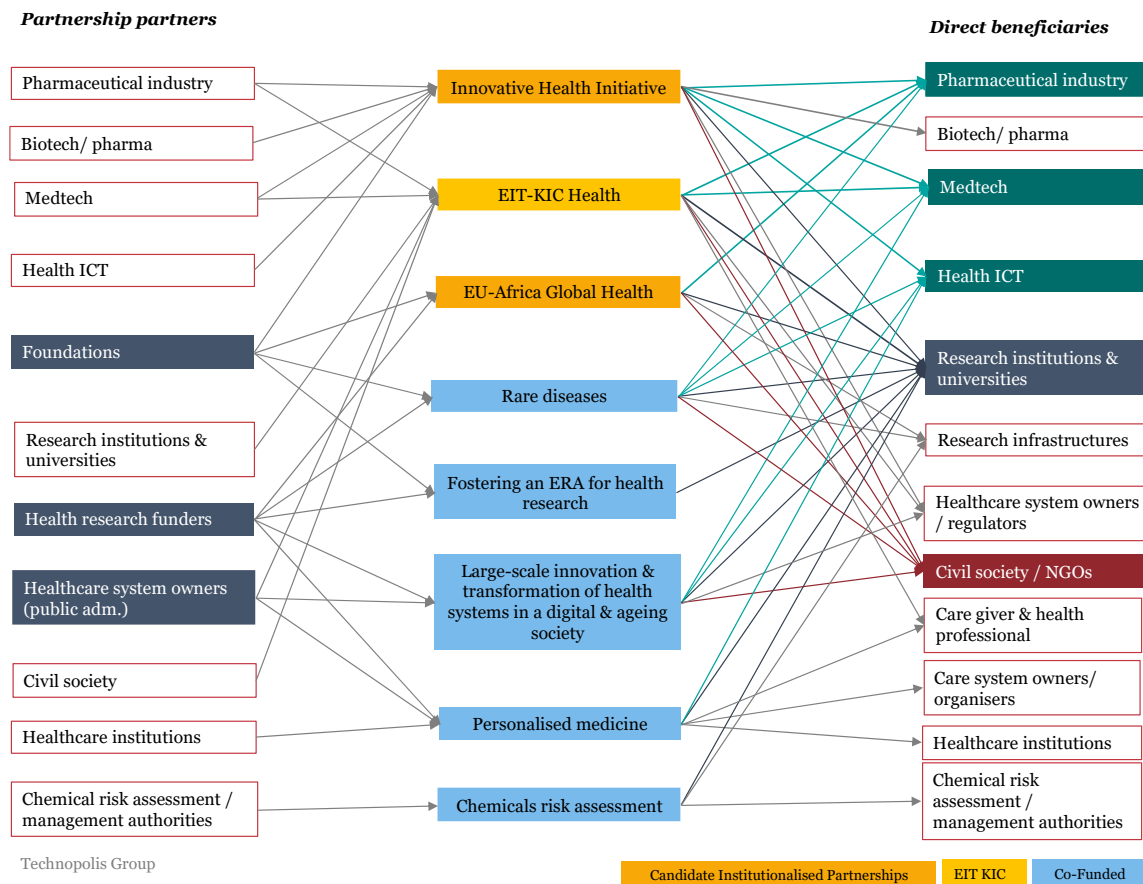 Partnership partners
Direct beneficiaries
Pharmaceutical industry
Biotech/ pharma
Medtech
Health ICT
Foundations
Research institutions &
universities
Health research funders
Healthcare system owners
(public adm.)
Civil society
Healthcare institutions
Chemical risk assessment /
management authorities
Innovative Health Initiative
EIT-KIC Health
EU-Africa Global Health
Rare diseases
Fostering an ERA for health
research
Large-scale innovation &
transformation of health
systems in a digital & ageing
society
Personalised medicine
Chemicals risk assessment
Pharmaceutical industry
Biotech/ pharma
Medtech
Health ICT
Research institutions &
universities
Research infrastructures
Healthcare system owners
/ regulators
Civil society / NGOs
Care giver & health
professional
Care system owners/
organisers
Healthcare institutions
Chemical risk
assessment /
management authorities
Technopolis Group
Candidate Institutionalised Partnerships
EIT KIC
Co-Funded